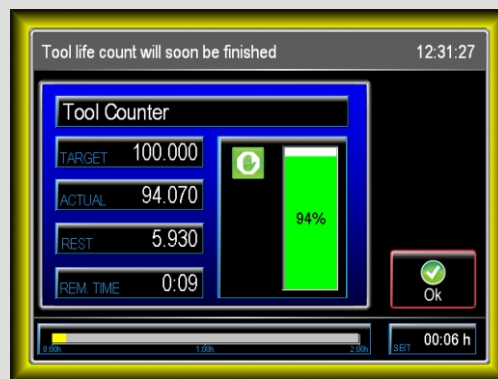 Tool life count will soon be finished 12:31:27
Tool Counter
TARGET 100.000
ACTUAL 94.070
REST 5.930
REM. TIME 0:09
94%
Ok
0:00h 1:00h 2:00h
SEIT 00:06 h